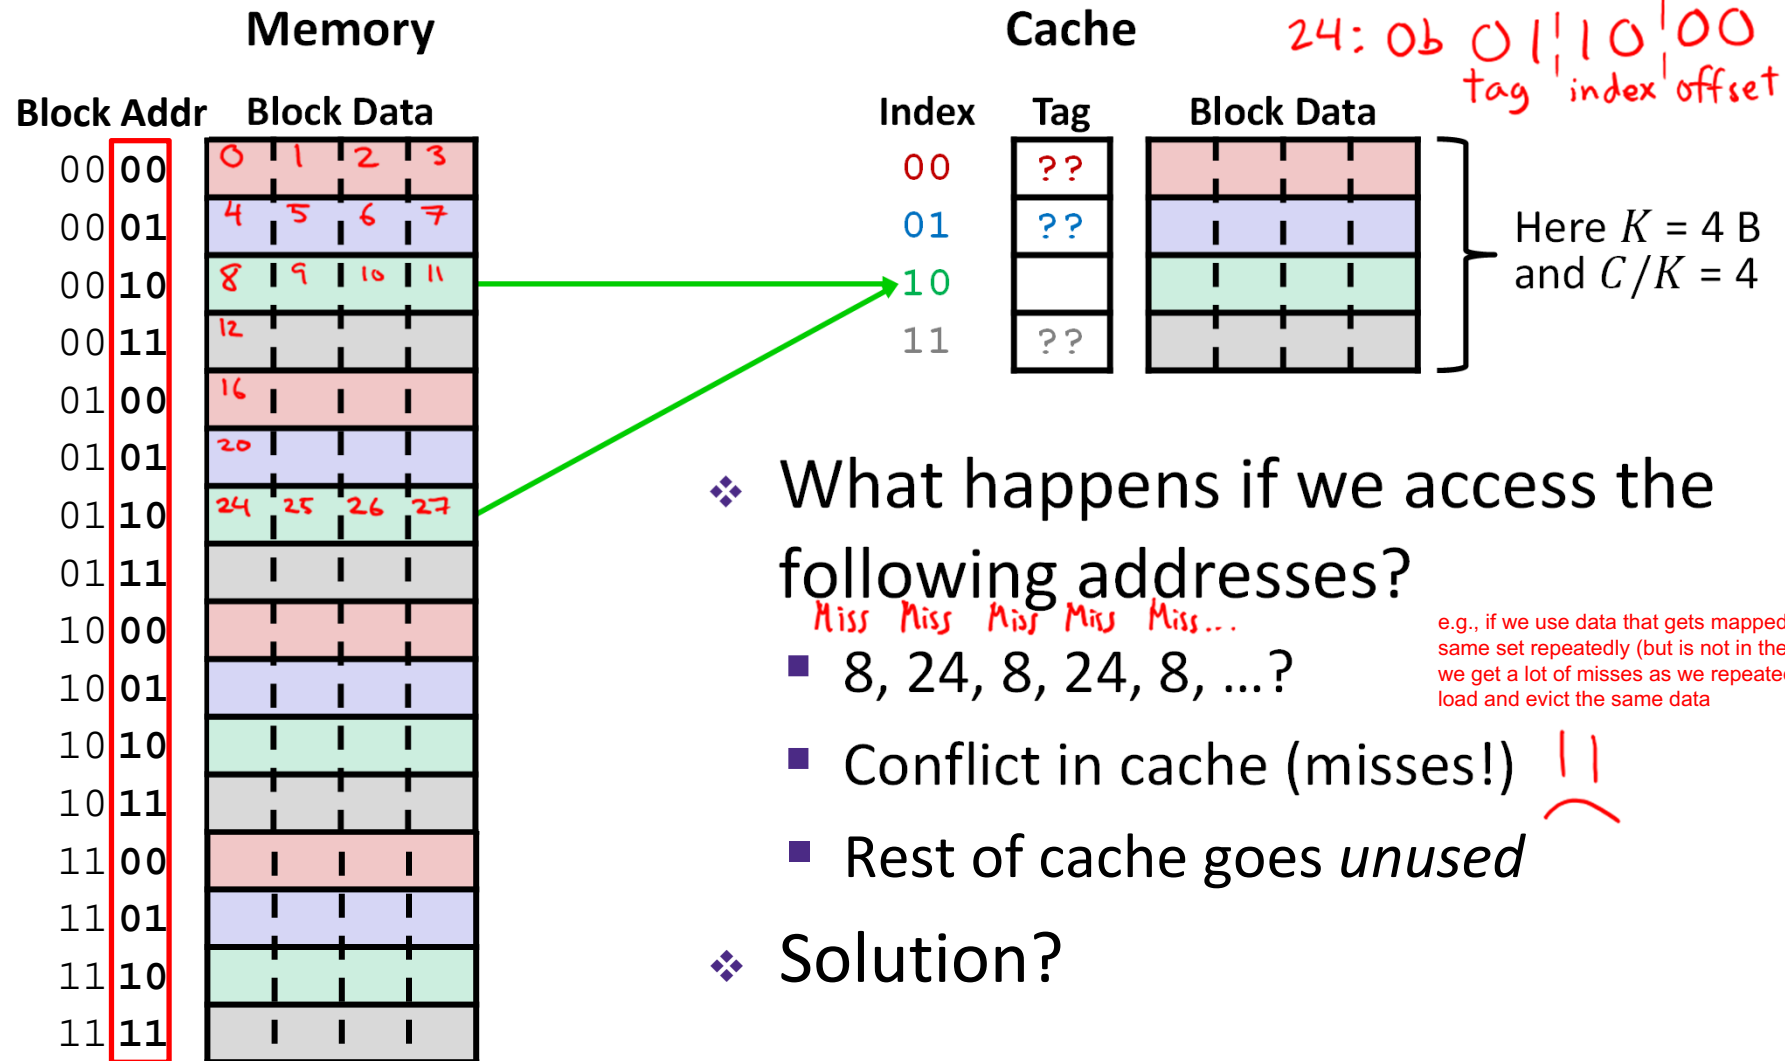 Memory
Block Addr Block Data
00 00 0 1 2 3
00 01 4 5 6 7
00 10 8 9 10 11
00 11 12
01 00 16
01 01 20
01 10 24 25 26 27
01 11
10 00
10 01
10 10
10 11
11 00
11 01
11 10
11 11
Cache
24: 0b 01 10 00
tag index offset
Index Tag Block Data
00 ??
01 ??
10
11 ??
Here K = 4 B
and C/K = 4
❖ What happens if we access the
following addresses?
Miss Miss Miss Miss Miss...
▪ 8, 24, 8, 24, 8, …?
▪ Conflict in cache (misses!)
▪ Rest of cache goes unused
❖ Solution?
e.g., if we use data that gets mapped
same set repeatedly (but is not in the
we get a lot of misses as we repeate
load and evict the same data